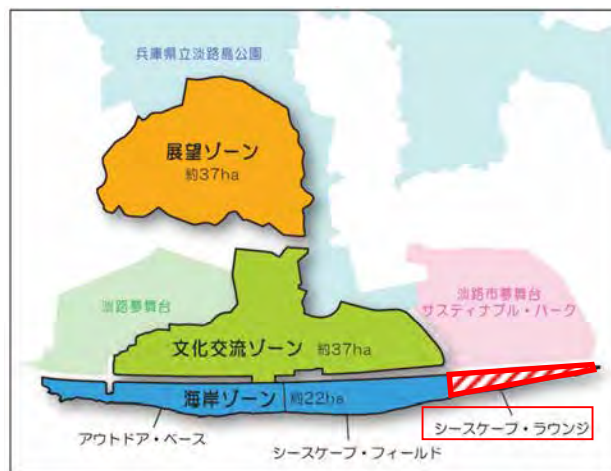 兵庫県立淡路島公園
展望ゾーン
約37ha
淡路夢舞台
淡路市夢舞台
サスティナブル・パーク
文化交流ゾーン 約37ha
海岸ゾーン 約22ha
アウトドア・ベース
シースケープ・フィールド
シースケープ・ラウンジ